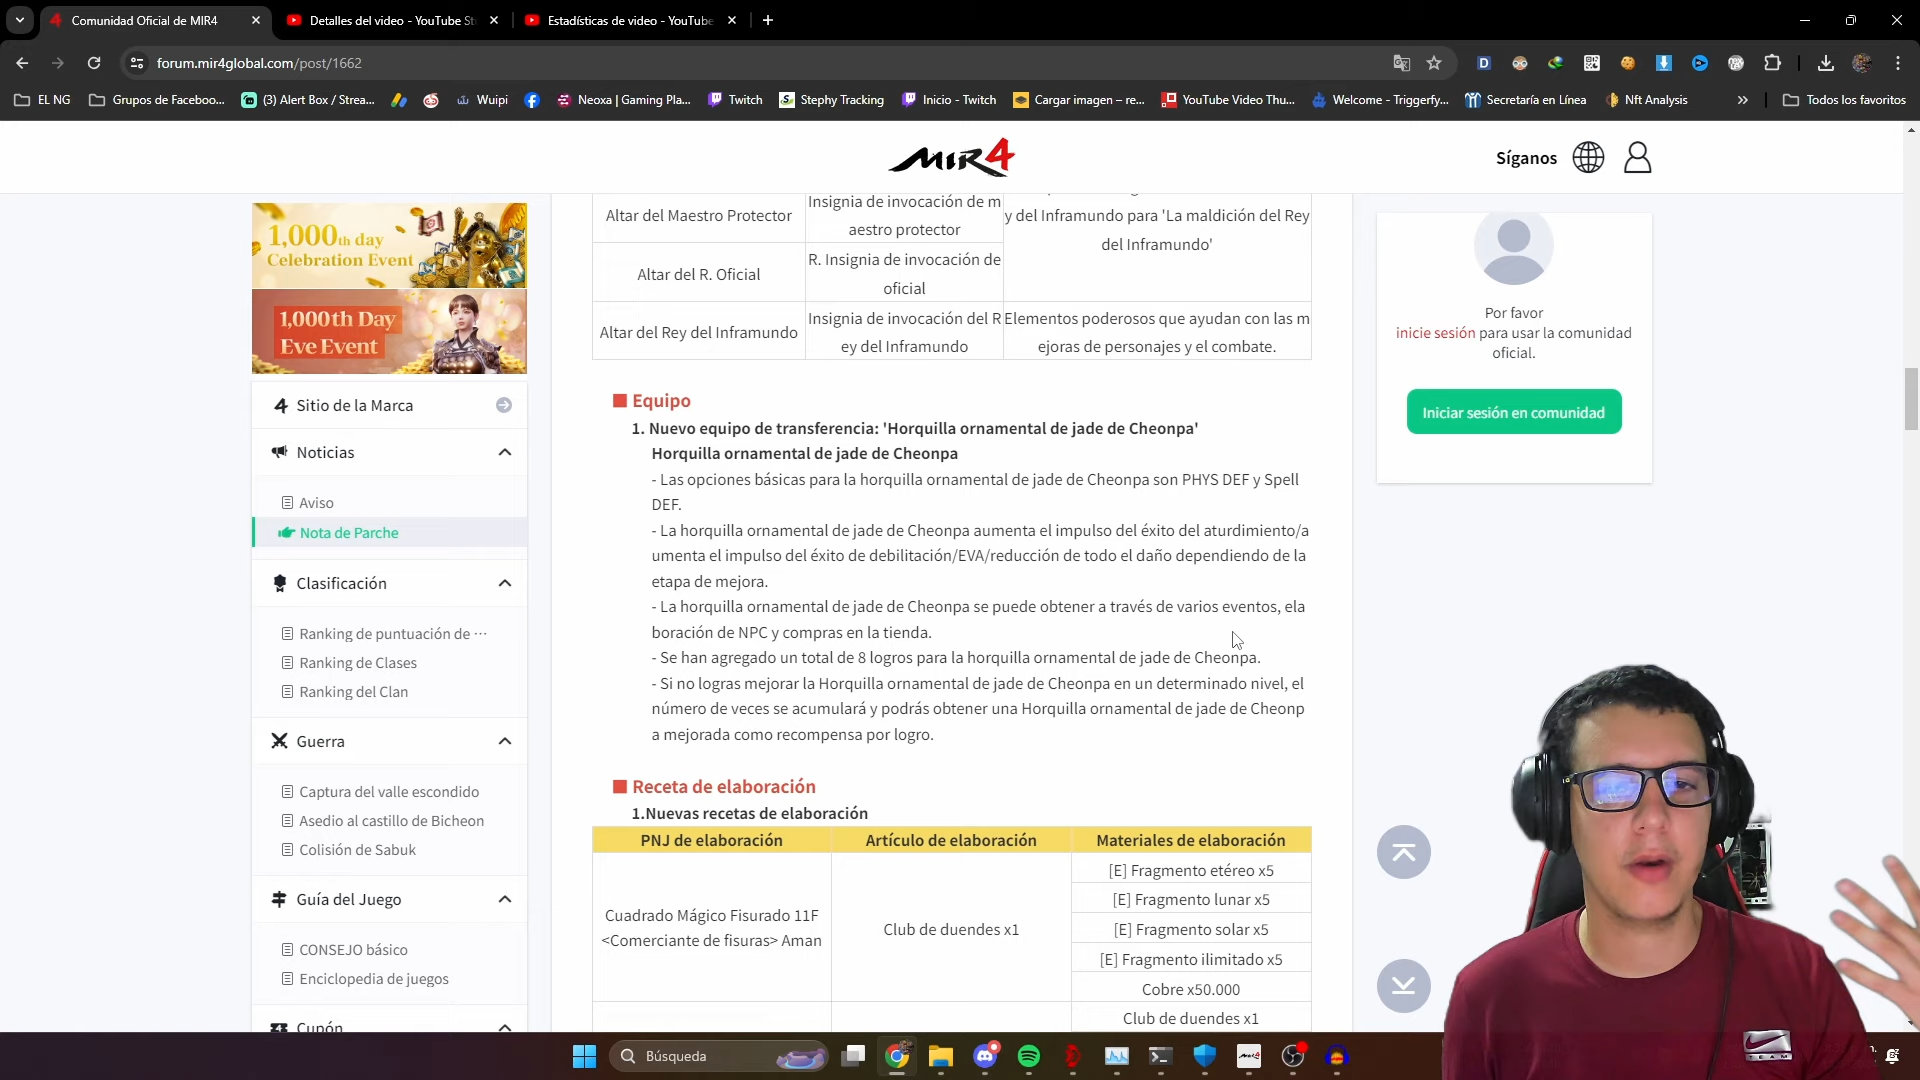 Comunidad Oficial de MIR4
Detalles del video - YouTube St
Estadísticas de video - YouTube
forum.mir4global.com/post/1662
EL NG
Grupos de Faceboo...
(3) Alert Box / Strea...
Wuipi
Neoxa | Gaming Pla...
Twitch
Stephy Tracking
Inicio - Twitch
Cargar imagen – re...
YouTube Video Thu...
Welcome - Triggerfy...
Secretaría en Línea
Nft Analysis
Todos los favoritos
MIR4
Síganos
1,000th day
Celebration Event
1,000th Day
Eve Event
Sitio de la Marca
Noticias
Aviso
Nota de Parche
Clasificación
Ranking de puntuación de ···
Ranking de Clases
Ranking del Clan
Guerra
Captura del valle escondido
Asedio al castillo de Bicheon
Colisión de Sabuk
Guía del Juego
CONSEJO básico
Enciclopedia de juegos
Cupón
Altar del Maestro Protector
Insignia de invocación de m
aestro protector
y del Inframundo para 'La maldición del Rey
del Inframundo'
Altar del R. Oficial
R. Insignia de invocación de
oficial
Altar del Rey del Inframundo
Insignia de invocación del R
ey del Inframundo
Elementos poderosos que ayudan con las m
ejoras de personajes y el combate.
Equipo
1. Nuevo equipo de transferencia: 'Horquilla ornamental de jade de Cheonpa'
Horquilla ornamental de jade de Cheonpa
- Las opciones básicas para la horquilla ornamental de jade de Cheonpa son PHYS DEF y Spell
DEF.
- La horquilla ornamental de jade de Cheonpa aumenta el impulso del éxito del aturdimiento/a
umenta el impulso del éxito de debilitación/EVA/reducción de todo el daño dependiendo de la
etapa de mejora.
- La horquilla ornamental de jade de Cheonpa se puede obtener a través de varios eventos, ela
boración de NPC y compras en la tienda.
- Se han agregado un total de 8 logros para la horquilla ornamental de jade de Cheonpa.
- Si no logras mejorar la Horquilla ornamental de jade de Cheonpa en un determinado nivel, el
número de veces se acumulará y podrás obtener una Horquilla ornamental de jade de Cheonp
a mejorada como recompensa por logro.
Receta de elaboración
1.Nuevas recetas de elaboración
PNJ de elaboración
Artículo de elaboración
Materiales de elaboración
Cuadrado Mágico Fisurado 11F
<Comerciante de fisuras> Aman
Club de duendes x1
[E] Fragmento etéreo x5
[E] Fragmento lunar x5
[E] Fragmento solar x5
[E] Fragmento ilimitado x5
Cobre x50.000
Club de duendes x1
Por favor
inicie sesión para usar la comunidad
oficial.
Iniciar sesión en comunidad
Búsqueda
TEAM